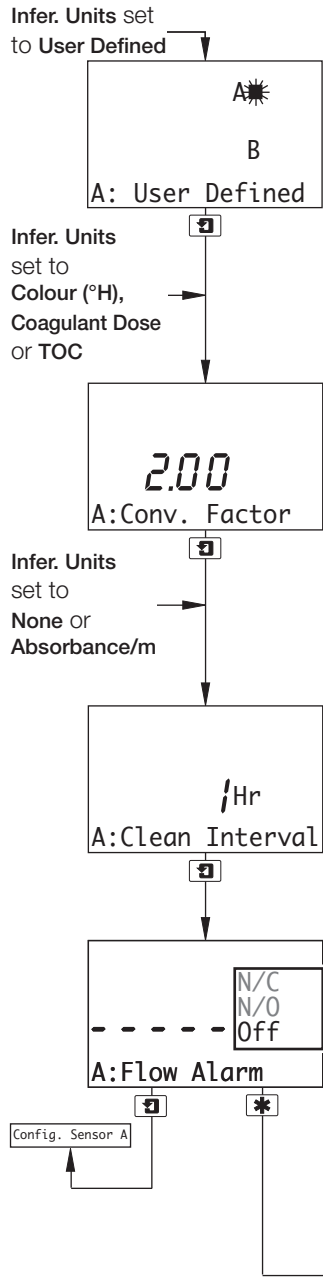 Infer. Units set
to User Defined
A
B
A: User Defined
Infer. Units
set to
Colour (°H),
Coagulant Dose
or TOC
2.00
A:Conv. Factor
Infer. Units
set to
None or
Absorbance/m
1Hr
A:Clean Interval
N/C
N/O
- - - - - Off
A:Flow Alarm
Config. Sensor A